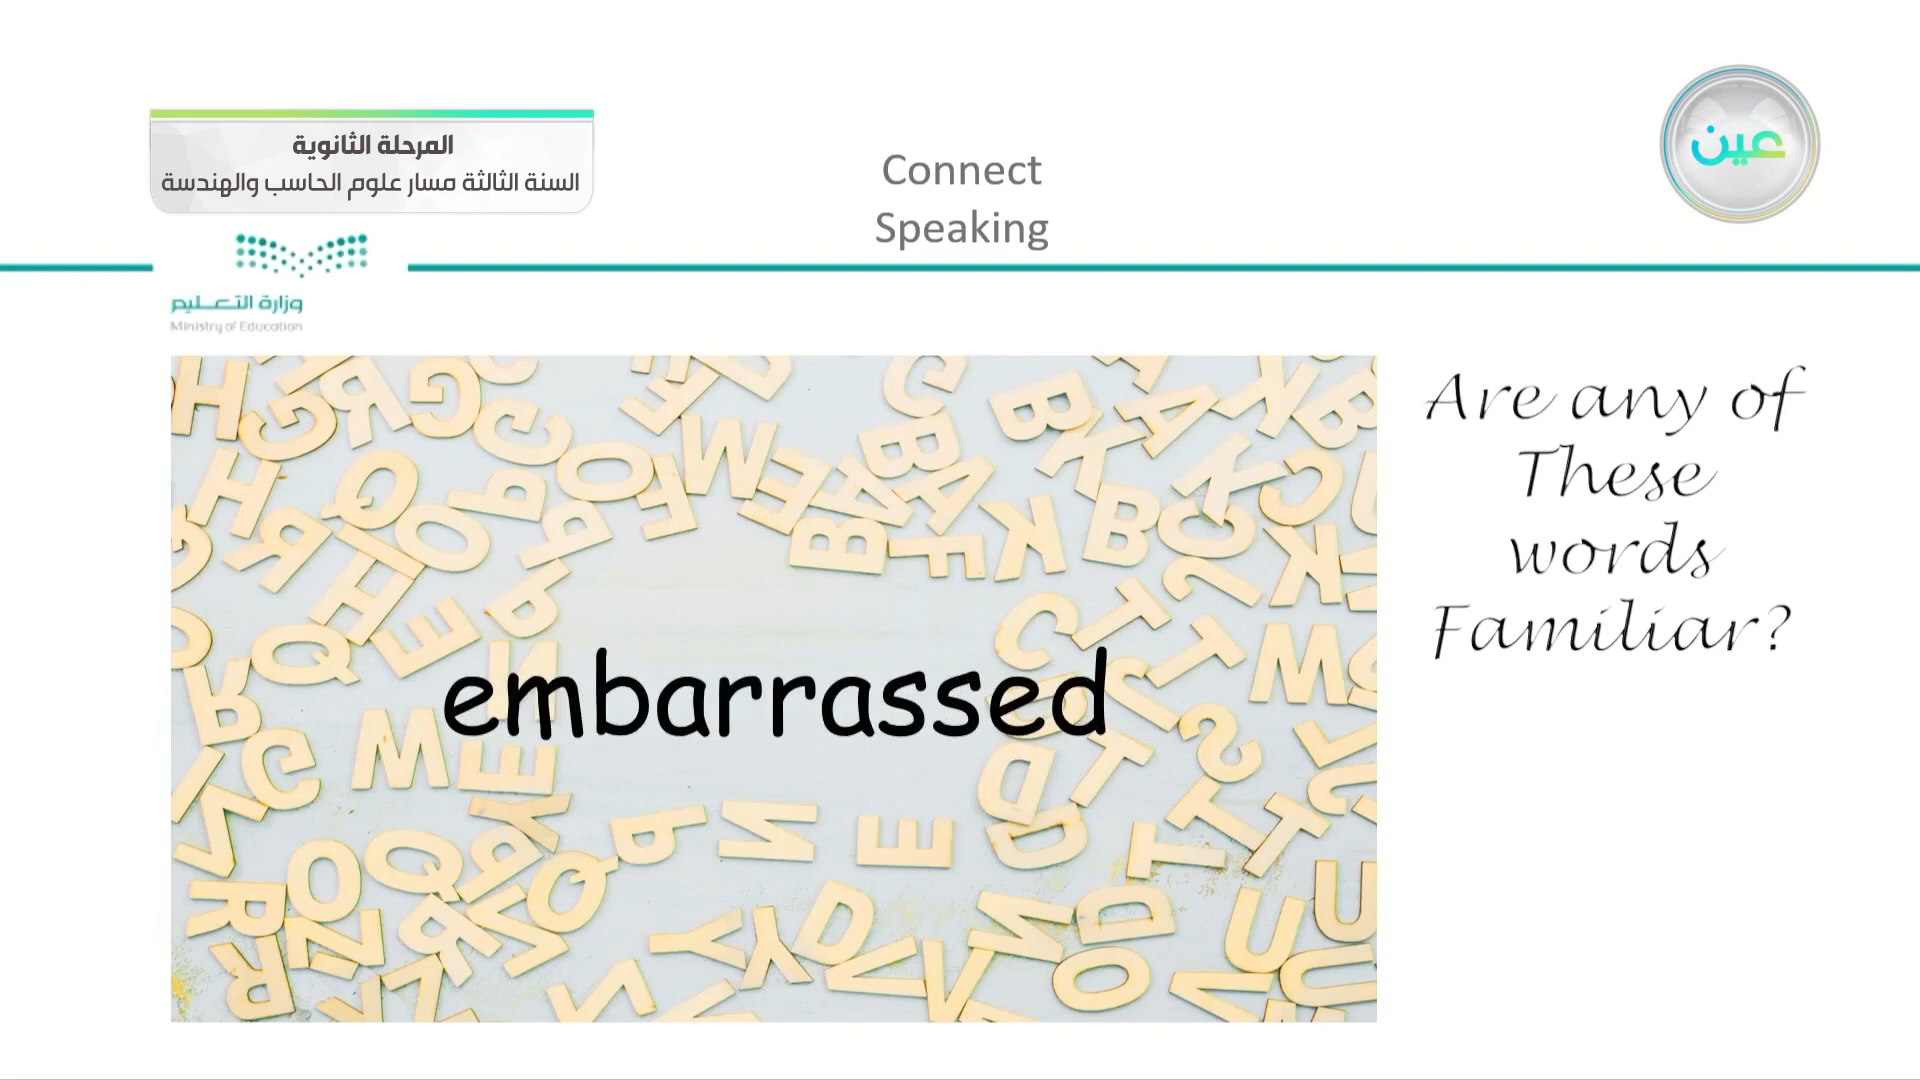 المرحلة الثانوية
السنة الثالثة مسار علوم الحاسب والهندسة
Connect
Speaking
عين
وزارة التعليم
Ministry of Education
Are any of
These
words
Familiar?
embarrassed